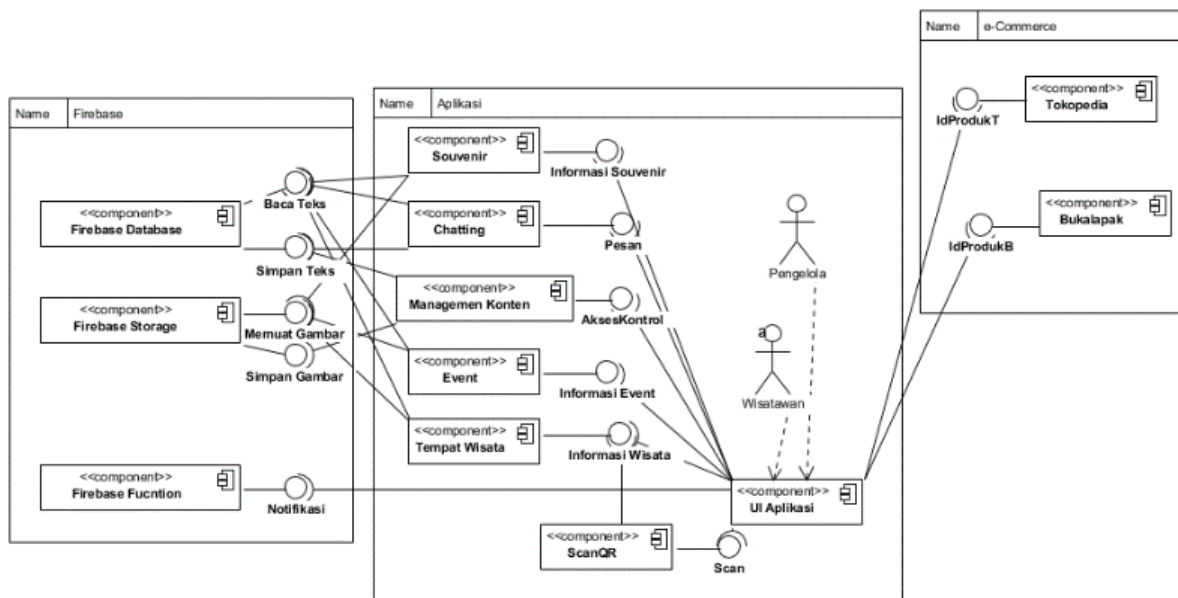 Name
Firebase
<<component>>
Firebase Database
<<component>>
Firebase Storage
<<component>>
Firebase Fucntion
Baca Teks
Simpan Teks
Memuat Gambar
Simpan Gambar
Notifikasi
Name
Aplikasi
<<component>>
Souvenir
<<component>>
Chatting
<<component>>
Managemen Konten
<<component>>
Event
<<component>>
Tempat Wisata
<<component>>
ScanQR
Informasi Souvenir
Pesan
AksesKontrol
Informasi Event
Informasi Wisata
Scan
Pengelola
a
Wisatawan
<<component>>
UI Aplikasi
Name
e-Commerce
<<component>>
Tokopedia
IdProdukT
<<component>>
Bukalapak
IdProdukB